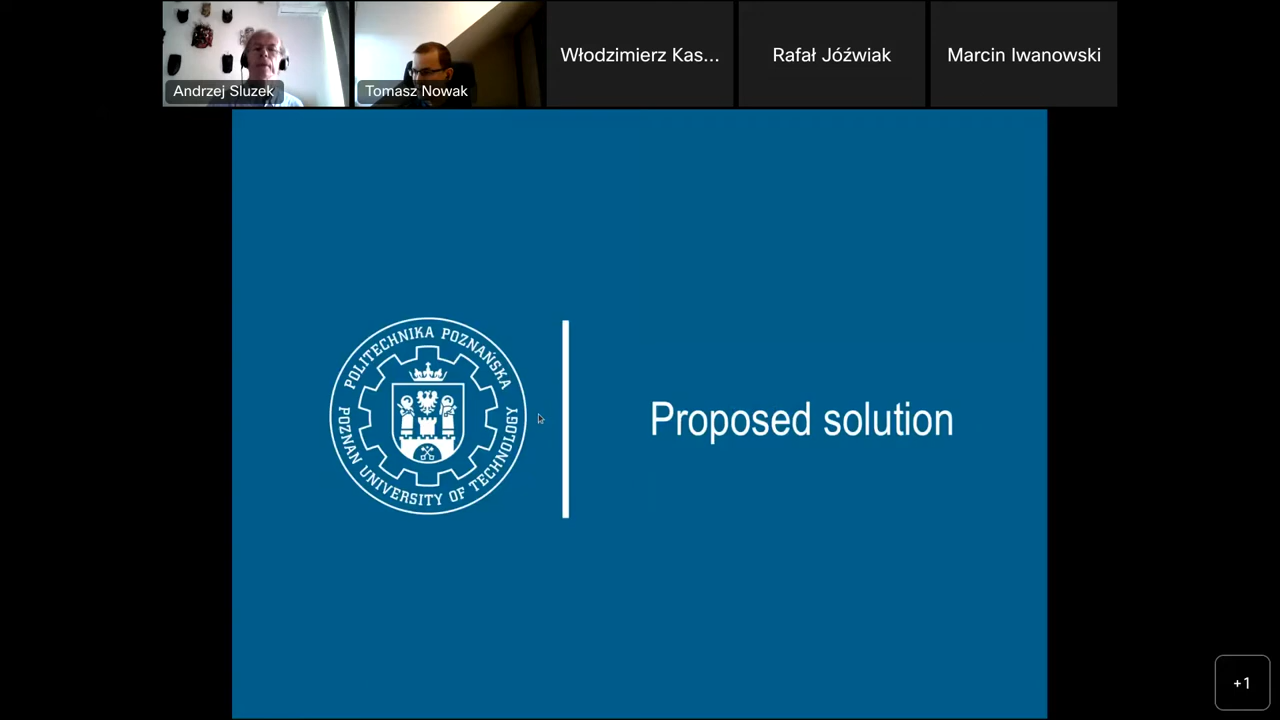 Andrzej Sluzek
Tomasz Nowak
Włodzimierz Kas...
Rafał Jóźwiak
Marcin Iwanowski
POLITECHNIKA POZNAŃSKA
POZNAN UNIVERSITY OF TECHNOLOGY
Proposed solution
+1